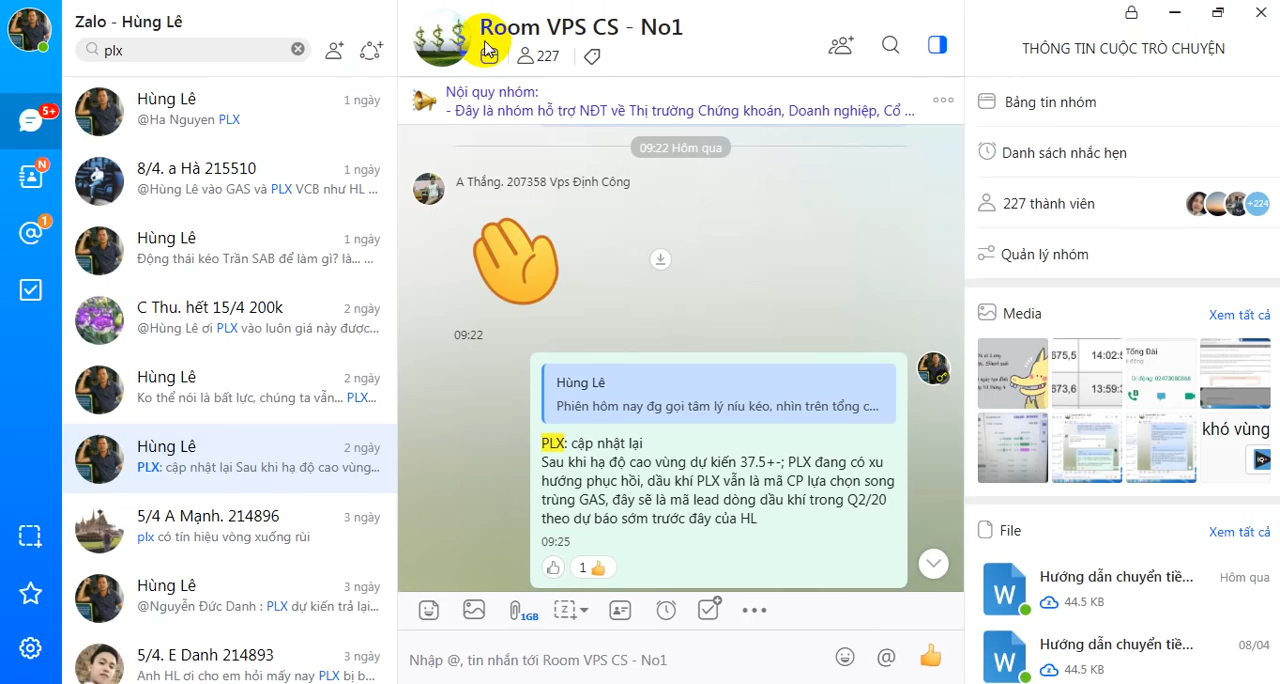 Zalo - Hùng Lê
plx
5+
N
1
Hùng Lê
1 ngày
@Ha Nguyen PLX
8/4. a Hà 215510
1 ngày
@Hùng Lê vào GAS và PLX VCB như HL ...
Hùng Lê
1 ngày
Động thái kéo Trần SAB để làm gì? là... ...
C Thu. hết 15/4 200k
2 ngày
@Hùng Lê ơi PLX vào luôn giá này được...
Hùng Lê
2 ngày
Ko thể nói là bất lực, chúng ta vẫn... PLX...
Hùng Lê
2 ngày
PLX: cập nhật lại Sau khi hạ độ cao vùng...
5/4 A Mạnh. 214896
3 ngày
plx có tín hiệu vòng xuống rùi
Hùng Lê
3 ngày
@Nguyễn Đức Danh : PLX dự kiến trả lại...
5/4. E Danh 214893
3 ngày
Anh HL ơi cho em hỏi mấy nay PLX bị b...
Room VPS CS - No1
227
Nội quy nhóm:
- Đây là nhóm hỗ trợ NĐT về Thị trường Chứng khoán, Doanh nghiệp, Cổ ...
09:22 Hôm qua
A Thắng. 207358 Vps Định Công
09:22
Hùng Lê
Phiên hôm nay đg gọi tâm lý níu kéo, nhìn trên tổng c...
PLX: cập nhật lại
Sau khi hạ độ cao vùng dự kiến 37.5+-; PLX đang có xu
hướng phục hồi, dầu khí PLX vẫn là mã CP lựa chọn song
trùng GAS, đây sẽ là mã lead dòng dầu khí trong Q2/20
theo dự báo sớm trước đây của HL
09:25
1
1GB
Nhập @, tin nhắn tới Room VPS CS - No1
THÔNG TIN CUỘC TRÒ CHUYỆN
Bảng tin nhóm
Danh sách nhắc hẹn
227 thành viên
+224
Quản lý nhóm
Media
Xem tất cả
675,5
14:02:5
673,6
13:59:3
Tổng Đài
Di động: 02473080868
khó vùng
File
Xem tất cả
Hướng dẫn chuyển tiề...
Hôm qua
44.5 KB
Hướng dẫn chuyển tiề...
08/04
44.5 KB